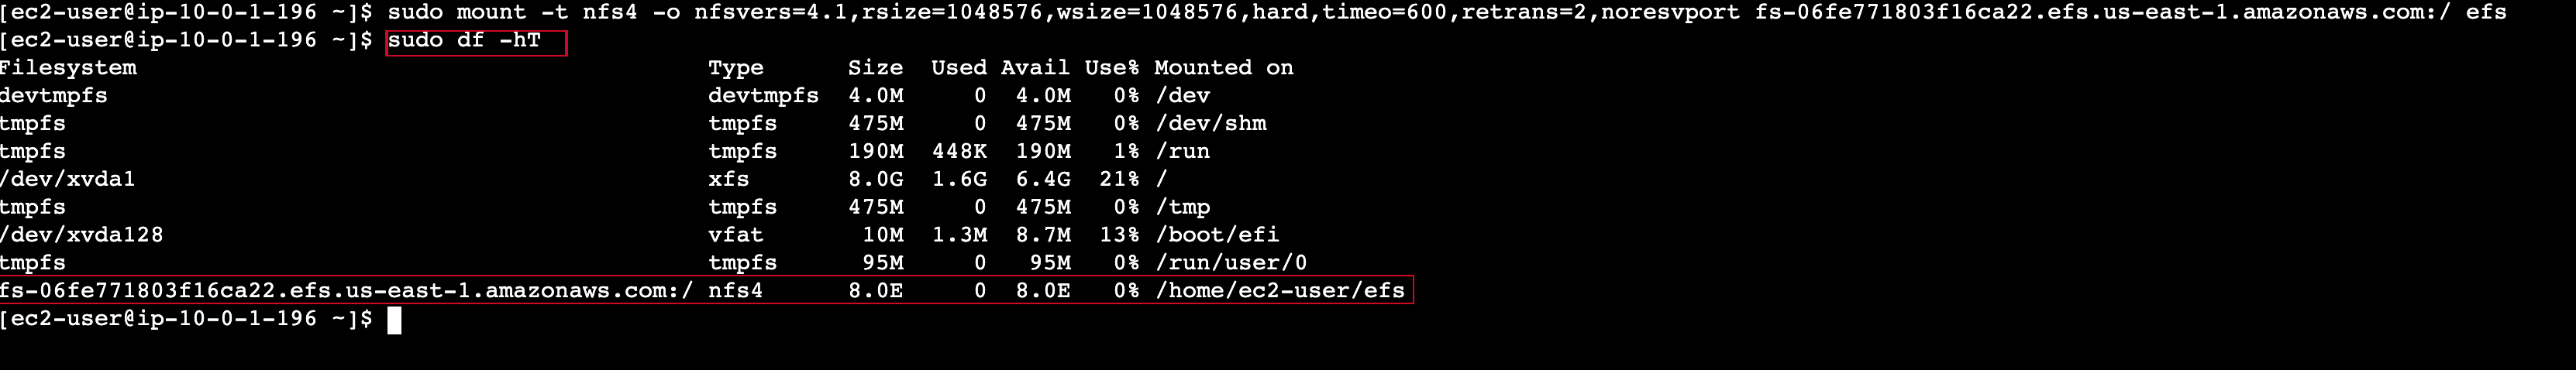 [ec2-user@ip-10-0-1-196 ~]$ sudo mount -t nfs4 -o nfsvers=4.1,rsize=1048576,wsize=1048576,hard,timeo=600,retrans=2,noresvport fs-06fe771803f16ca22.efs.us-east-1.amazonaws.com:/ efs
[ec2-user@ip-10-0-1-196 ~]$ sudo df -hT
Filesystem                                          Type      Size  Used Avail Use% Mounted on
devtmpfs                                            devtmpfs  4.0M     0  4.0M   0% /dev
tmpfs                                               tmpfs     475M     0  475M   0% /dev/shm
tmpfs                                               tmpfs     190M  448K  190M   1% /run
/dev/xvda1                                          xfs       8.0G  1.6G  6.4G  21% /
tmpfs                                               tmpfs     475M     0  475M   0% /tmp
/dev/xvda128                                        vfat       10M  1.3M  8.7M  13% /boot/efi
tmpfs                                               tmpfs      95M     0   95M   0% /run/user/0
fs-06fe771803f16ca22.efs.us-east-1.amazonaws.com:/ nfs4      8.0E     0  8.0E   0% /home/ec2-user/efs
[ec2-user@ip-10-0-1-196 ~]$